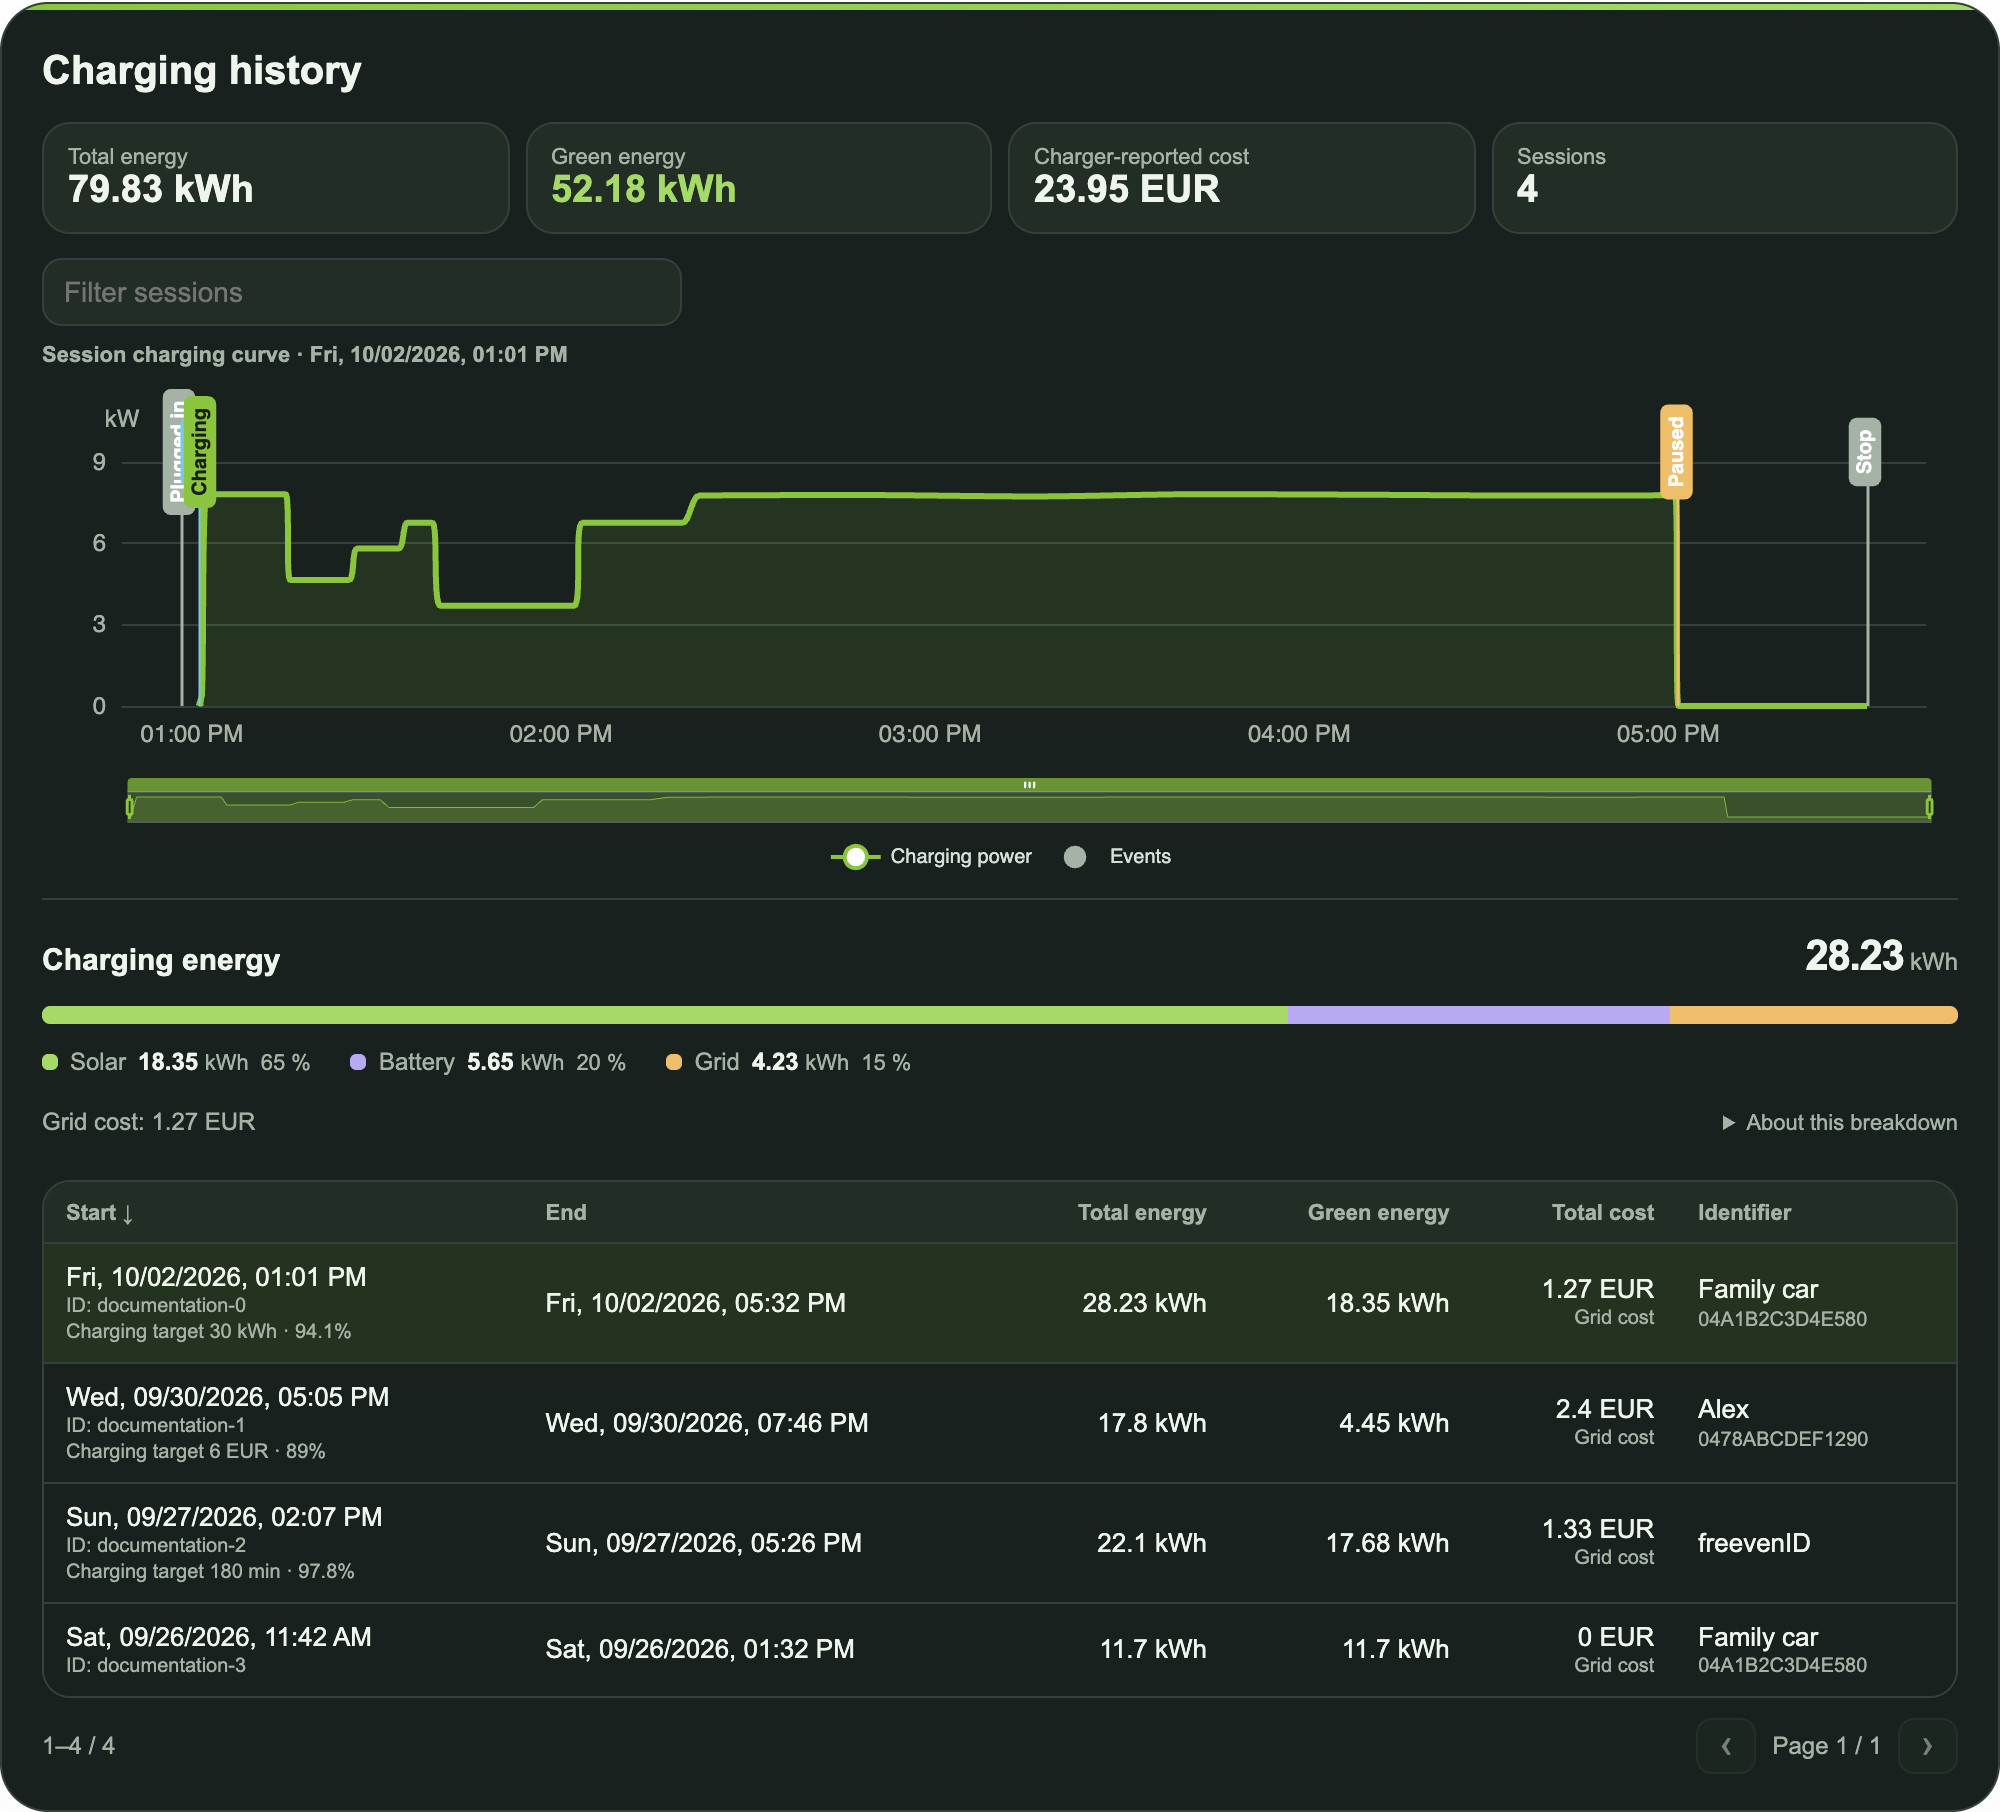 Charging history
Total energy
79.83 kWh
Green energy
52.18 kWh
Charger-reported cost
23.95 EUR
Sessions
4
Filter sessions
Session charging curve · Fri, 10/02/2026, 01:01 PM
kW
9
6
3
0
Plugged in
Charging
Paused
Stop
01:00 PM
02:00 PM
03:00 PM
04:00 PM
05:00 PM
Charging power
Events
Charging energy
28.23 kWh
Solar 18.35 kWh 65 %
Battery 5.65 kWh 20 %
Grid 4.23 kWh 15 %
Grid cost: 1.27 EUR
▶ About this breakdown
Start ↓ End Total energy Green energy Total cost Identifier
Fri, 10/02/2026, 01:01 PM
ID: documentation-0
Charging target 30 kWh · 94.1%
Fri, 10/02/2026, 05:32 PM
28.23 kWh
18.35 kWh
1.27 EUR
Grid cost
Family car
04A1B2C3D4E580
Wed, 09/30/2026, 05:05 PM
ID: documentation-1
Charging target 6 EUR · 89%
Wed, 09/30/2026, 07:46 PM
17.8 kWh
4.45 kWh
2.4 EUR
Grid cost
Alex
0478ABCDEF1290
Sun, 09/27/2026, 02:07 PM
ID: documentation-2
Charging target 180 min · 97.8%
Sun, 09/27/2026, 05:26 PM
22.1 kWh
17.68 kWh
1.33 EUR
Grid cost
freevenID
Sat, 09/26/2026, 11:42 AM
ID: documentation-3
Sat, 09/26/2026, 01:32 PM
11.7 kWh
11.7 kWh
0 EUR
Grid cost
Family car
04A1B2C3D4E580
1–4 / 4
‹ Page 1 / 1 ›